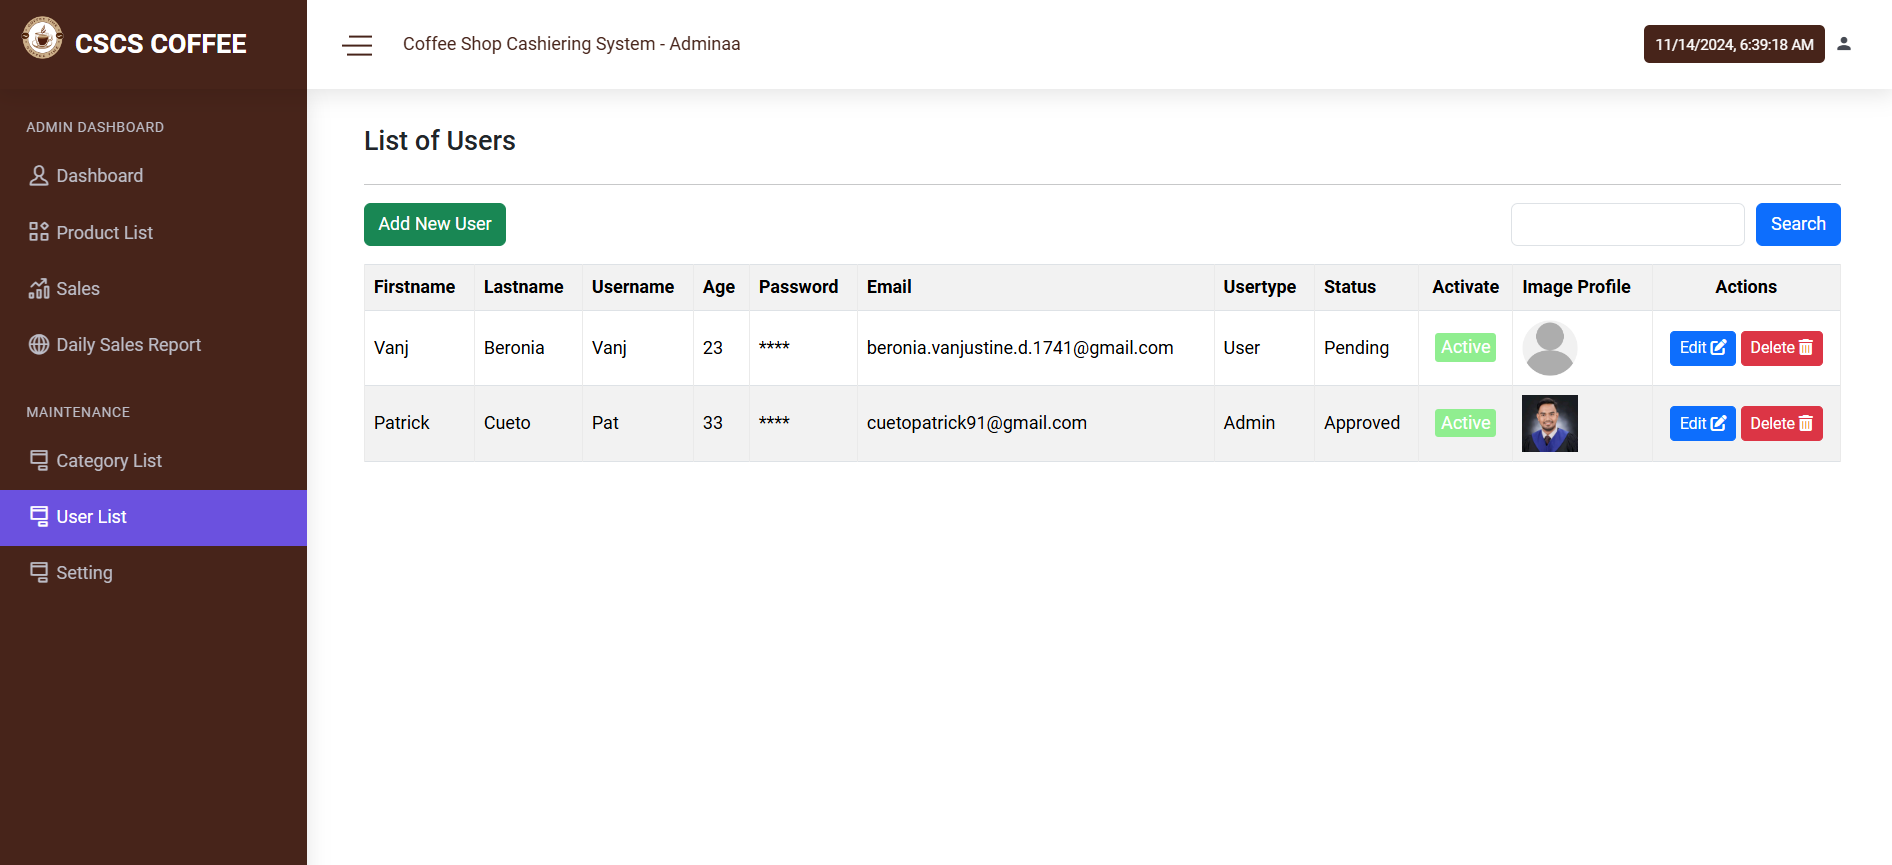 CSCS COFFEE
Coffee Shop Cashiering System - Adminaa
11/14/2024, 6:39:18 AM
ADMIN DASHBOARD
Dashboard
Product List
Sales
Daily Sales Report
MAINTENANCE
Category List
User List
Setting
List of Users
Add New User
Search
Firstname Lastname Username Age Password Email Usertype Status Activate Image Profile Actions
Vanj Beronia Vanj 23 **** beronia.vanjustine.d.1741@gmail.com User Pending Active Edit Delete
Patrick Cueto Pat 33 **** cuetopatrick91@gmail.com Admin Approved Active Edit Delete